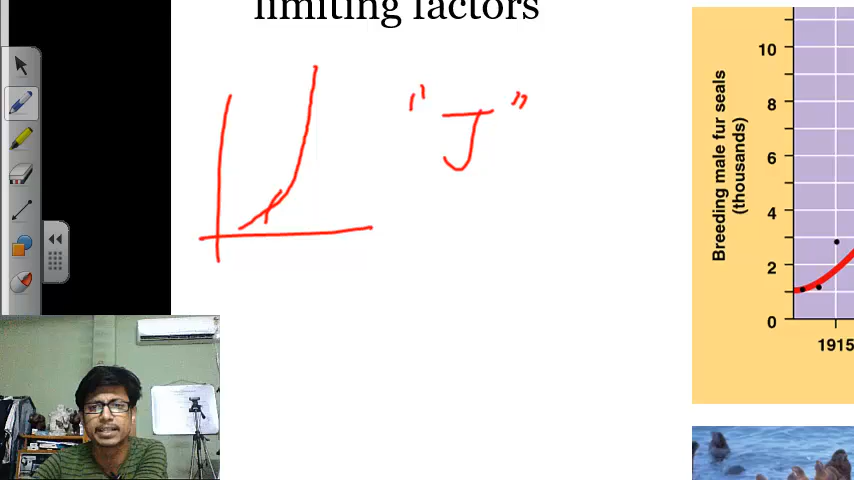 limiting factors
"J"
Breeding male fur seals
(thousands)
10
8
6
4
2
0
1915